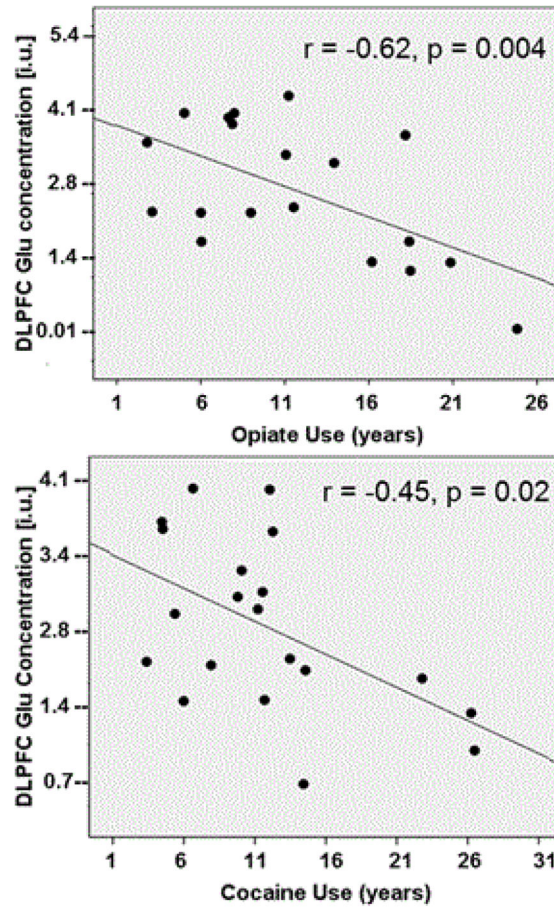 DLPFC Glu concentration [i.u.]
5.4
4.1
2.8
1.4
0.01
r = -0.62, p = 0.004
1 6 11 16 21 26
Opiate Use (years)
DLPFC Glu Concentration [i.u.]
4.1
3.4
2.8
1.4
0.7
r = -0.45, p = 0.02
1 6 11 16 21 26 31
Cocaine Use (years)